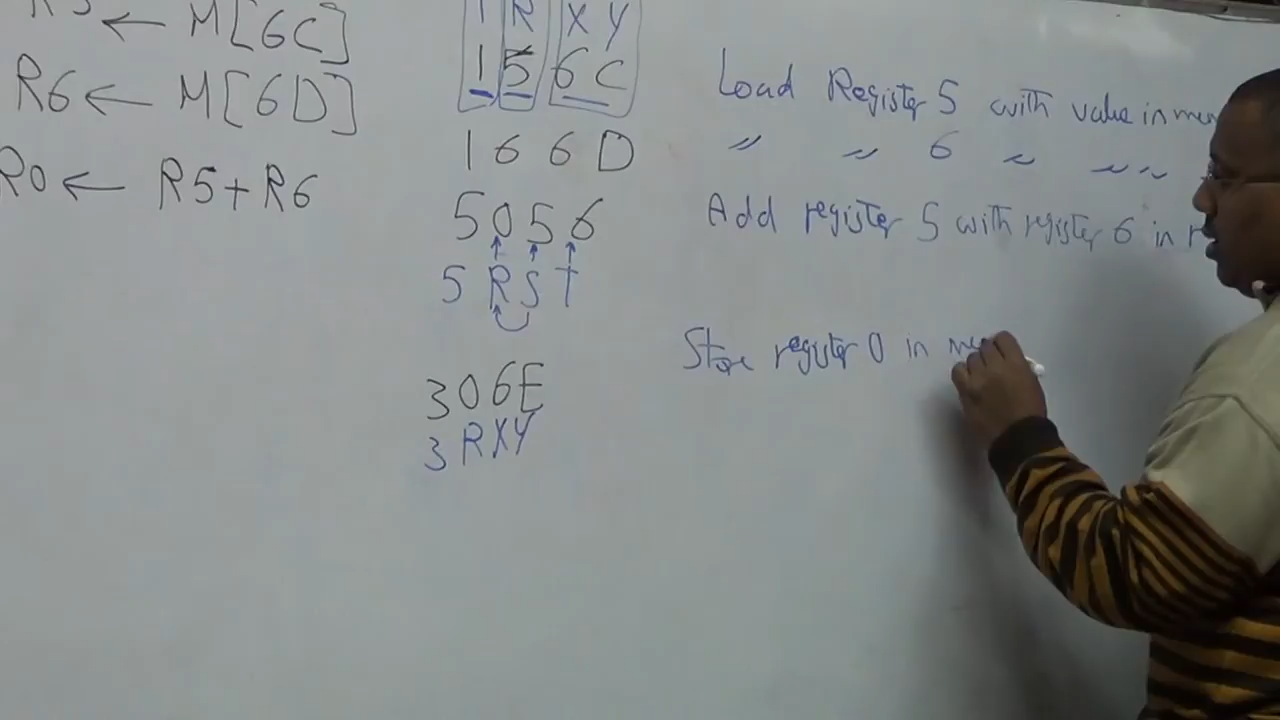 ← M[6C]
R6 ← M[6D]
R0 ← R5+R6
1 R X Y
1 5 6 C
1 6 6 D
5 0 5 6
5 R S T
3 0 6 E
3 R X Y
Load Register 5 with value in mem
" " 6 " " "
Add register 5 with register 6 in r
Store register 0 in me